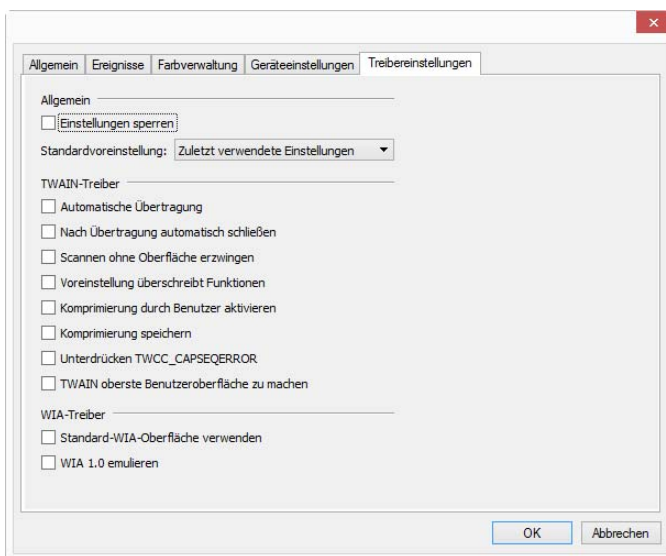 Allgemein Ereignisse Farbverwaltung Geräteeinstellungen Treibereinstellungen
Allgemein
Einstellungen sperren
Standardvoreinstellung: Zuletzt verwendete Einstellungen
TWAIN-Treiber
Automatische Übertragung
Nach Übertragung automatisch schließen
Scannen ohne Oberfläche erzwingen
Voreinstellung überschreibt Funktionen
Komprimierung durch Benutzer aktivieren
Komprimierung speichern
Unterdrücken TWCC_CAPSEQERROR
TWAIN oberste Benutzeroberfläche zu machen
WIA-Treiber
Standard-WIA-Oberfläche verwenden
WIA 1.0 emulieren
OK Abbrechen